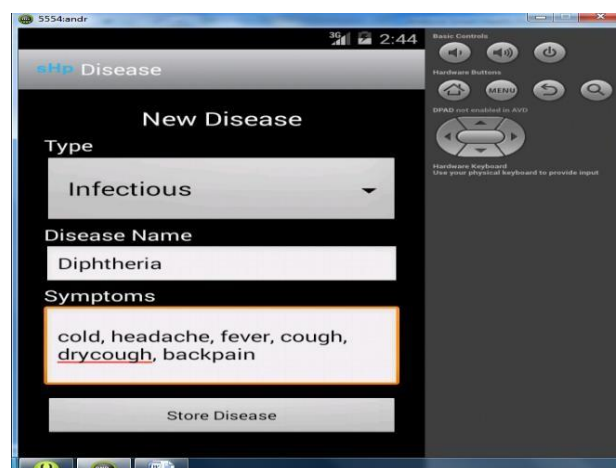 5554:andr
3G 2:44
sHp Disease
New Disease
Type
Infectious
Disease Name
Diphtheria
Symptoms
cold, headache, fever, cough,
drycough, backpain
Store Disease
Basic Controls
Hardware Buttons
MENU
DPAD not enabled in AVD
Hardware Keyboard
Use your physical keyboard to provide input